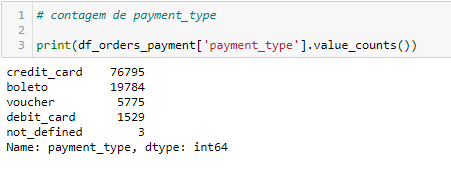 1 # contagem de payment_type
2
3 print(df_orders_payment['payment_type'].value_counts())
credit_card 76795
boleto 19784
voucher 5775
debit_card 1529
not_defined 3
Name: payment_type, dtype: int64